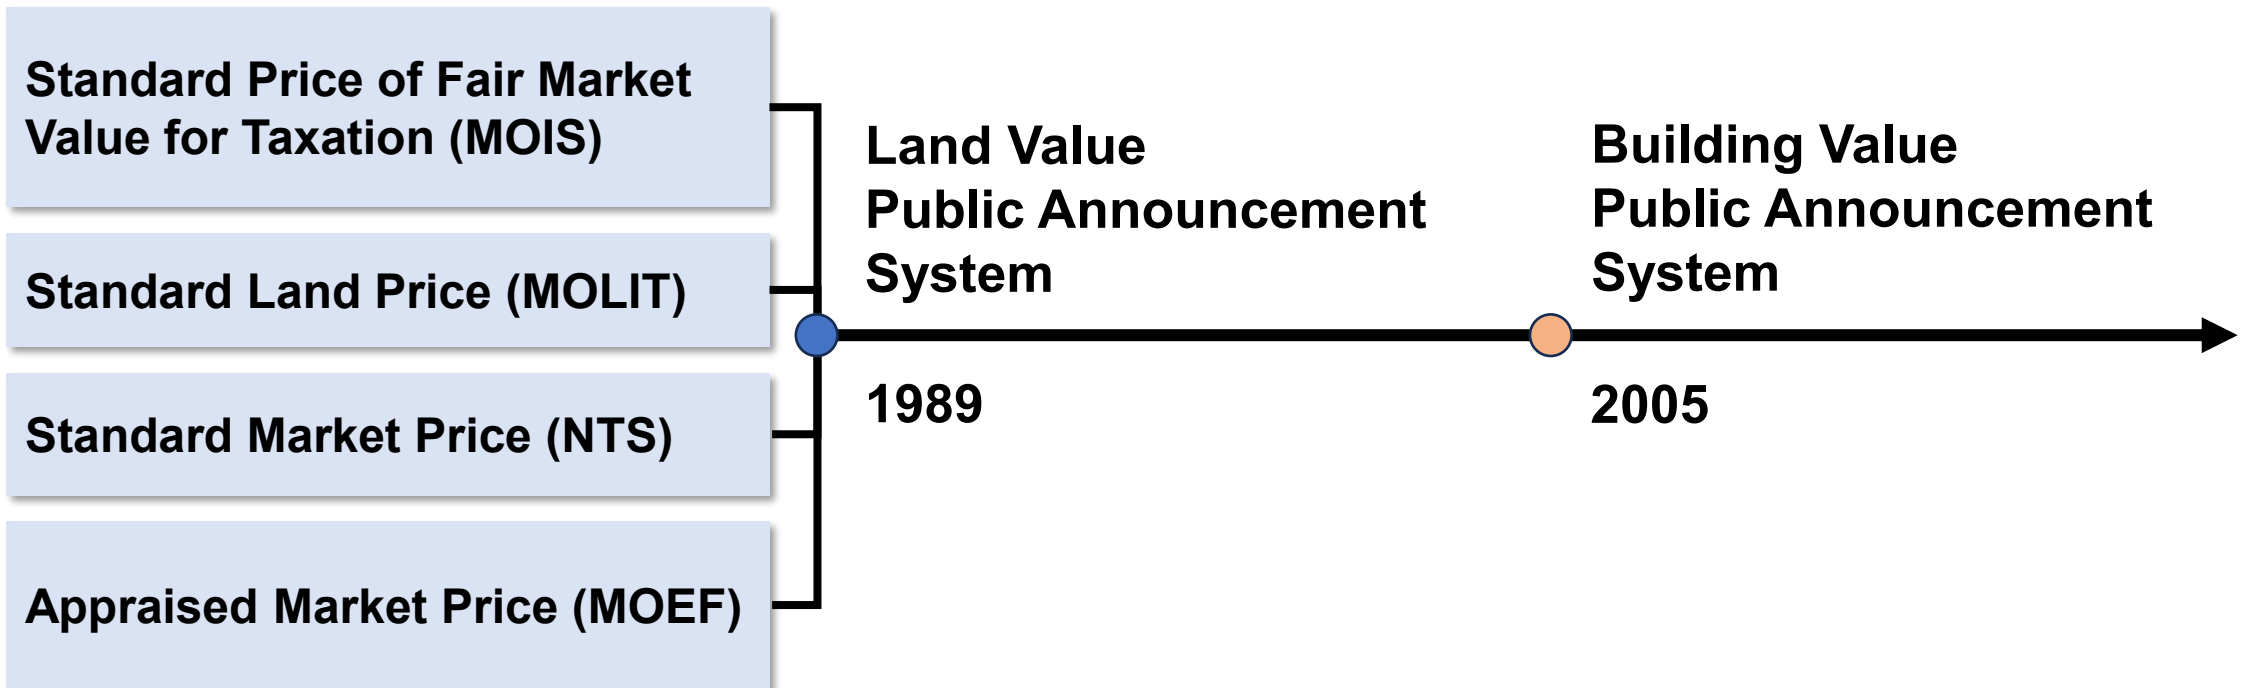 Standard Price of Fair Market
Value for Taxation (MOIS)
Standard Land Price (MOLIT)
Standard Market Price (NTS)
Appraised Market Price (MOEF)
Land Value
Public Announcement
System
1989
Building Value
Public Announcement
System
2005